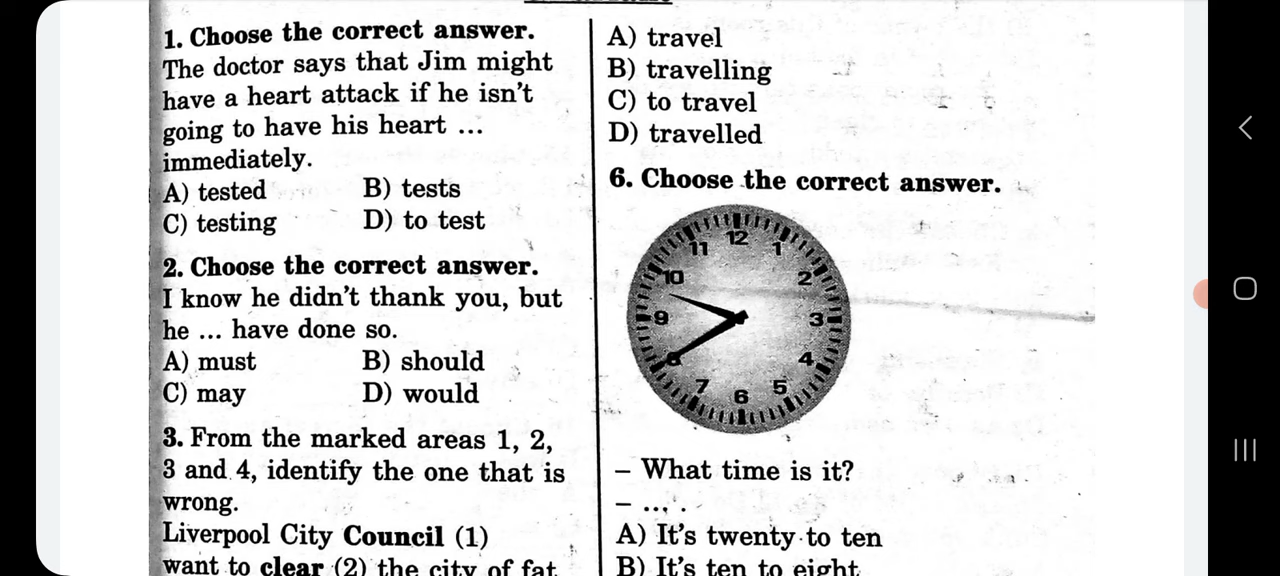 1. Choose the correct answer.
The doctor says that Jim might
have a heart attack if he isn't
going to have his heart ...
immediately.
A) tested B) tests
C) testing D) to test
2. Choose the correct answer.
I know he didn't thank you, but
he ... have done so.
A) must B) should
C) may D) would
3. From the marked areas 1, 2,
3 and 4, identify the one that is
wrong.
Liverpool City Council (1)
want to clear (2) the city of fat
A) travel
B) travelling
C) to travel
D) travelled
6. Choose the correct answer.
12
11 1
10 2
9 3
8 4
7 5
6
– What time is it?
– ... .
A) It's twenty to ten
B) It's ten to eight